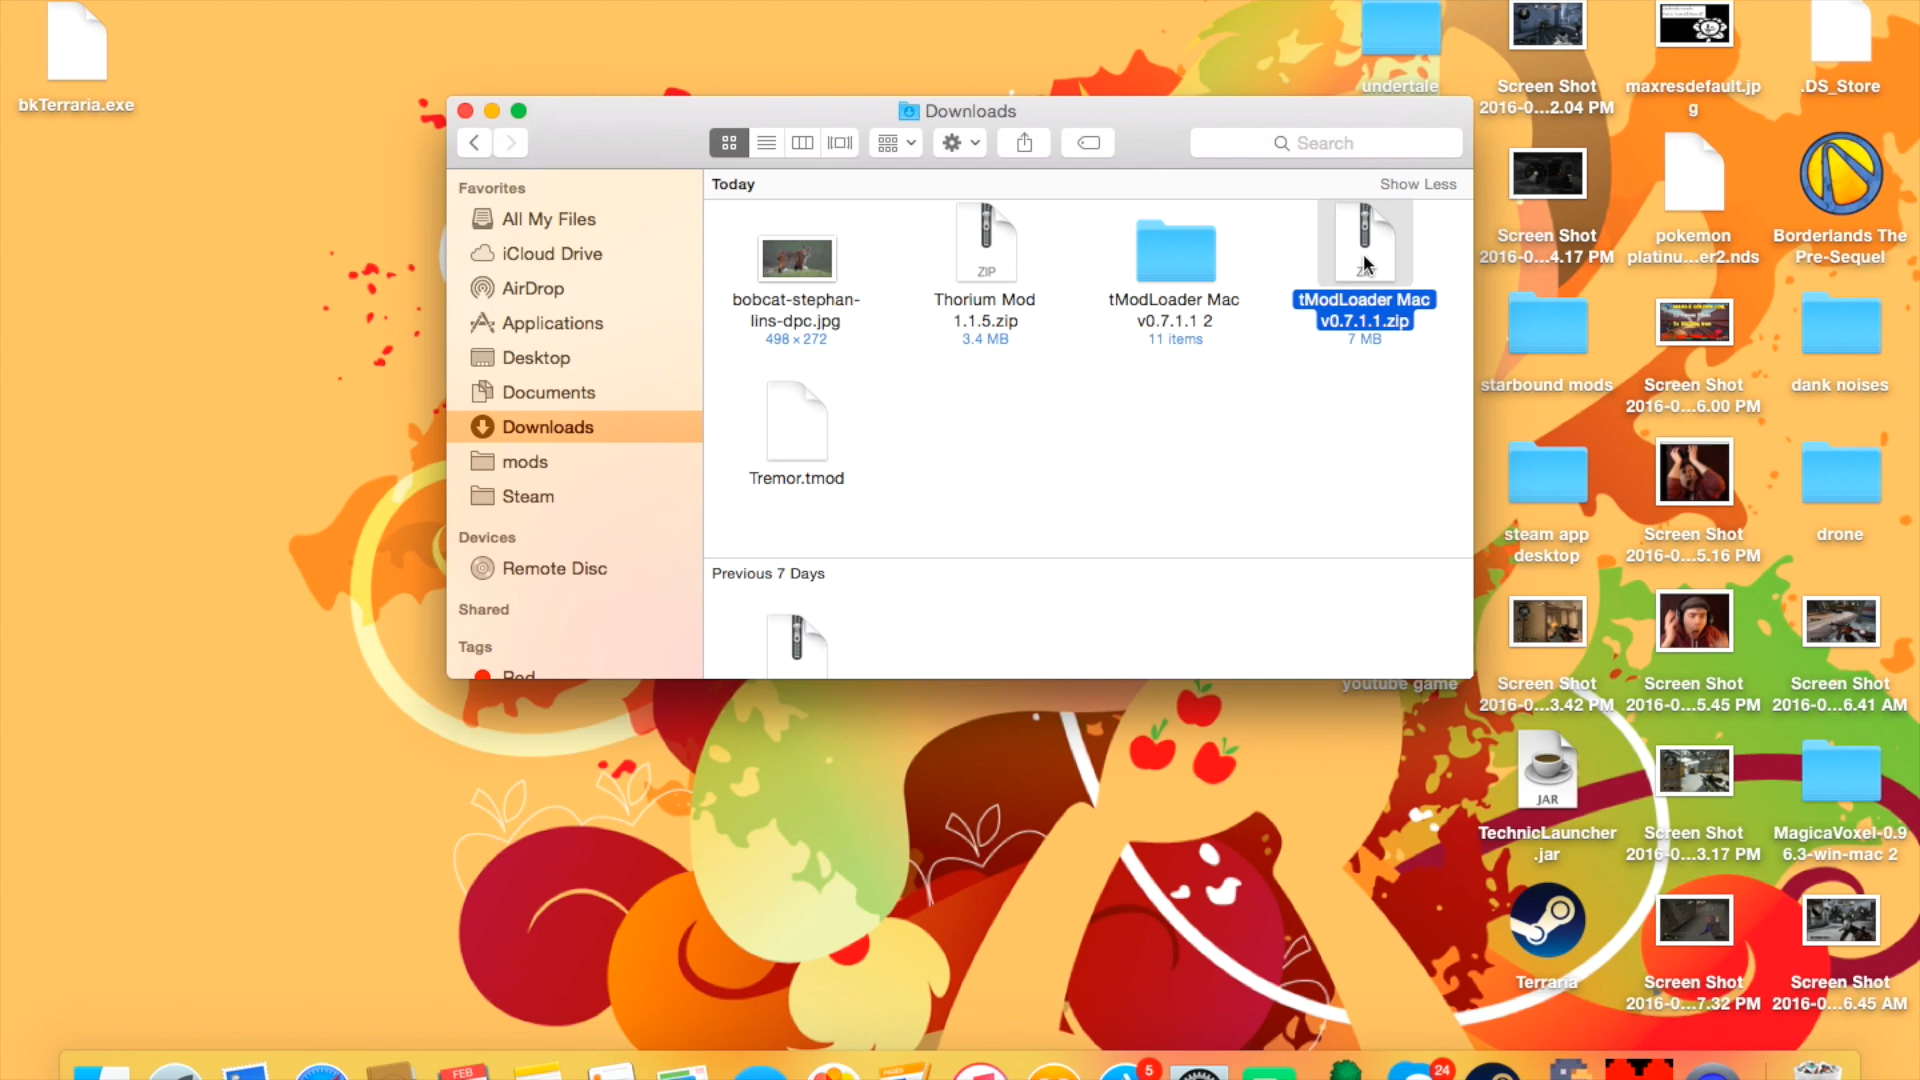 bkTerraria.exe
Downloads
Search
Favorites
All My Files
iCloud Drive
AirDrop
Applications
Desktop
Documents
Downloads
mods
Steam
Devices
Remote Disc
Shared
Tags
Red
Today
Show Less
bobcat-stephan-
lins-dpc.jpg
498 × 272
ZIP
Thorium Mod
1.1.5.zip
3.4 MB
tModLoader Mac
v0.7.1.1 2
11 items
tModLoader Mac
v0.7.1.1.zip
7 MB
Tremor.tmod
Previous 7 Days
undertale
youtube game
Screen Shot
2016-0...2.04 PM
maxresdefault.jp
g
.DS_Store
Screen Shot
2016-0...4.17 PM
pokemon
platinu...er2.nds
Borderlands The
Pre-Sequel
starbound mods
Screen Shot
2016-0...6.00 PM
dank noises
steam app
desktop
Screen Shot
2016-0...5.16 PM
drone
Screen Shot
2016-0...3.42 PM
Screen Shot
2016-0...5.45 PM
Screen Shot
2016-0...6.41 AM
JAR
TechnicLauncher
.jar
Screen Shot
2016-0...3.17 PM
MagicaVoxel-0.9
6.3-win-mac 2
Terraria
Screen Shot
2016-0...7.32 PM
Screen Shot
2016-0...6.45 AM
FEB
PAGES
5
24